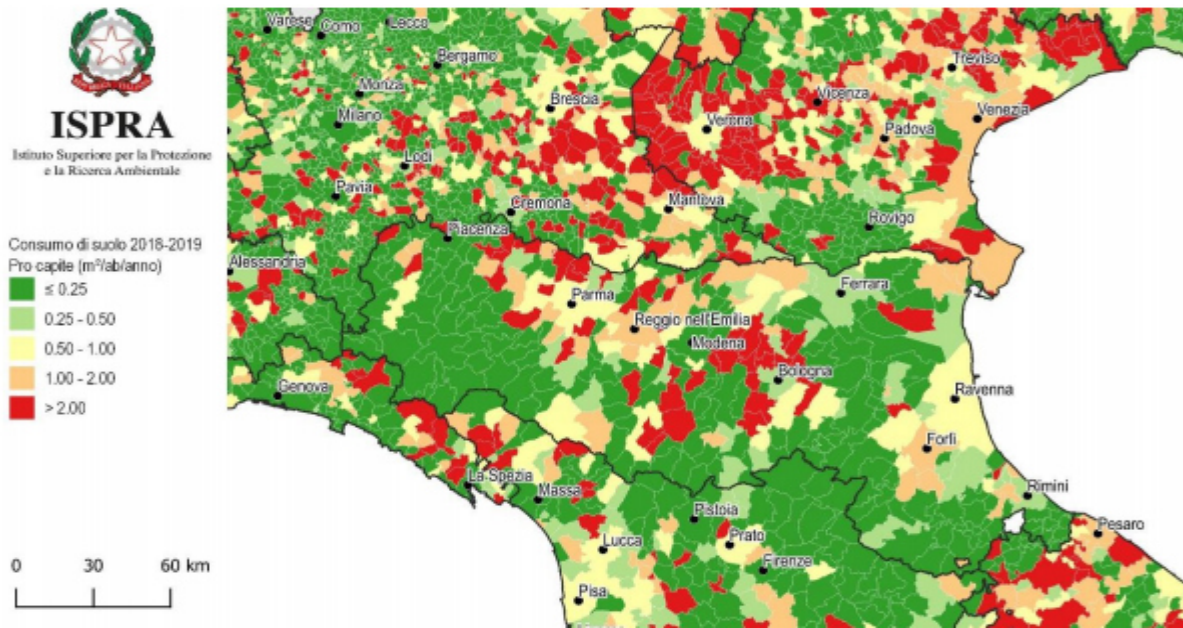 ISPRA
Istituto Superiore per la Protezione
e la Ricerca Ambientale
Consumo di suolo 2018-2019
Pro capite (m²/ab/anno)
≤ 0.25
0.25 - 0.50
0.50 - 1.00
1.00 - 2.00
> 2.00
0 30 60 km
Varese
Como
Lecco
Bergamo
Monza
Milano
Brescia
Lodi
Pavia
Cremona
Piacenza
Alessandria
Genova
Treviso
Vicenza
Venezia
Verona
Padova
Mantova
Rovigo
Ferrara
Parma
Reggio nell'Emilia
Modena
Bologna
Ravenna
Forlì
Rimini
Pesaro
La Spezia
Massa
Pistoia
Prato
Lucca
Firenze
Pisa